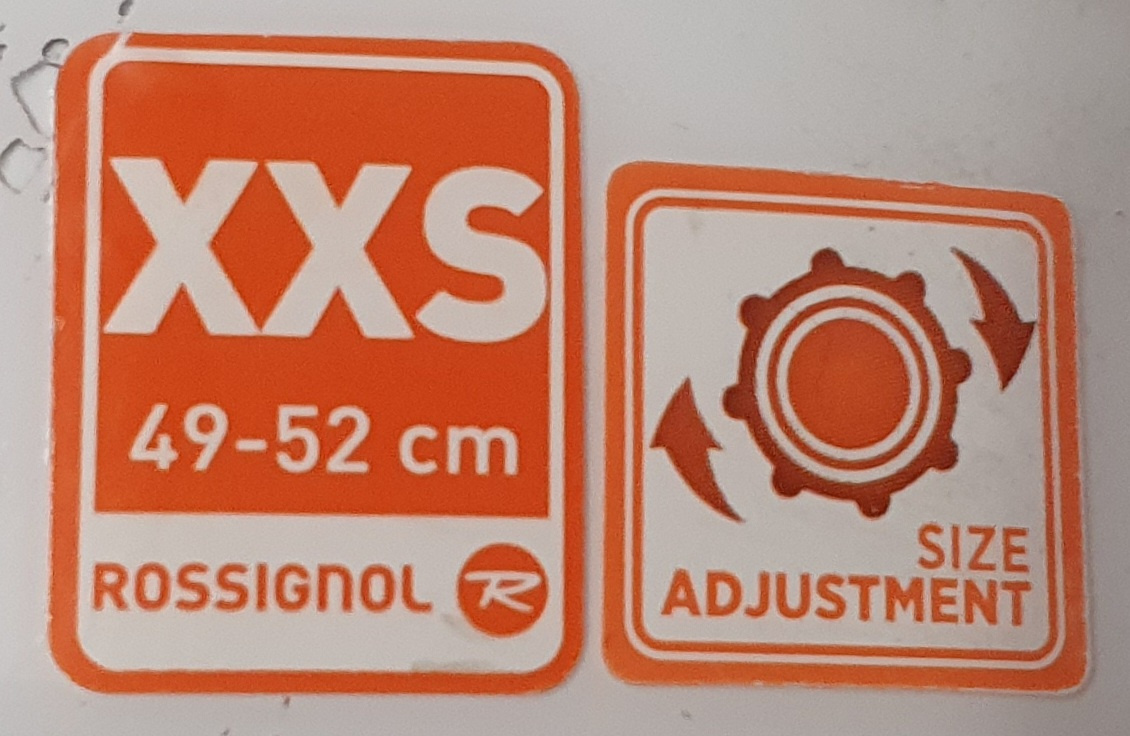 XXS
49-52 cm
ROSSIGNOL R
SIZE
ADJUSTMENT